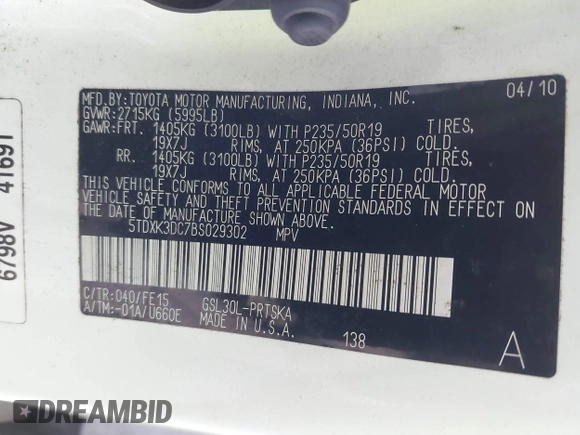 MFD.BY:TOYOTA MOTOR MANUFACTURING, INDIANA, INC. 04/10
GVWR:2715KG (5995LB)
GAWR:FRT. 1405KG (3100LB) WITH P235/50R19 TIRES,
19X7J RIMS, AT 250KPA (36PSI) COLD.
RR. 1405KG (3100LB) WITH P235/50R19 TIRES,
19X7J RIMS, AT 250KPA (36PSI) COLD.
THIS VEHICLE CONFORMS TO ALL APPLICABLE FEDERAL MOTOR
VEHICLE SAFETY AND THEFT PREVENTION STANDARDS IN EFFECT ON
THE DATE OF MANUFACTURE SHOWN ABOVE.
5TDXK3DC7BS029302 MPV
C/TR:040/FE15 GSL30L-PRTSKA
A/TM:-01A/U660E MADE IN U.S.A.
138
A
6798V 41691
DREAMBID